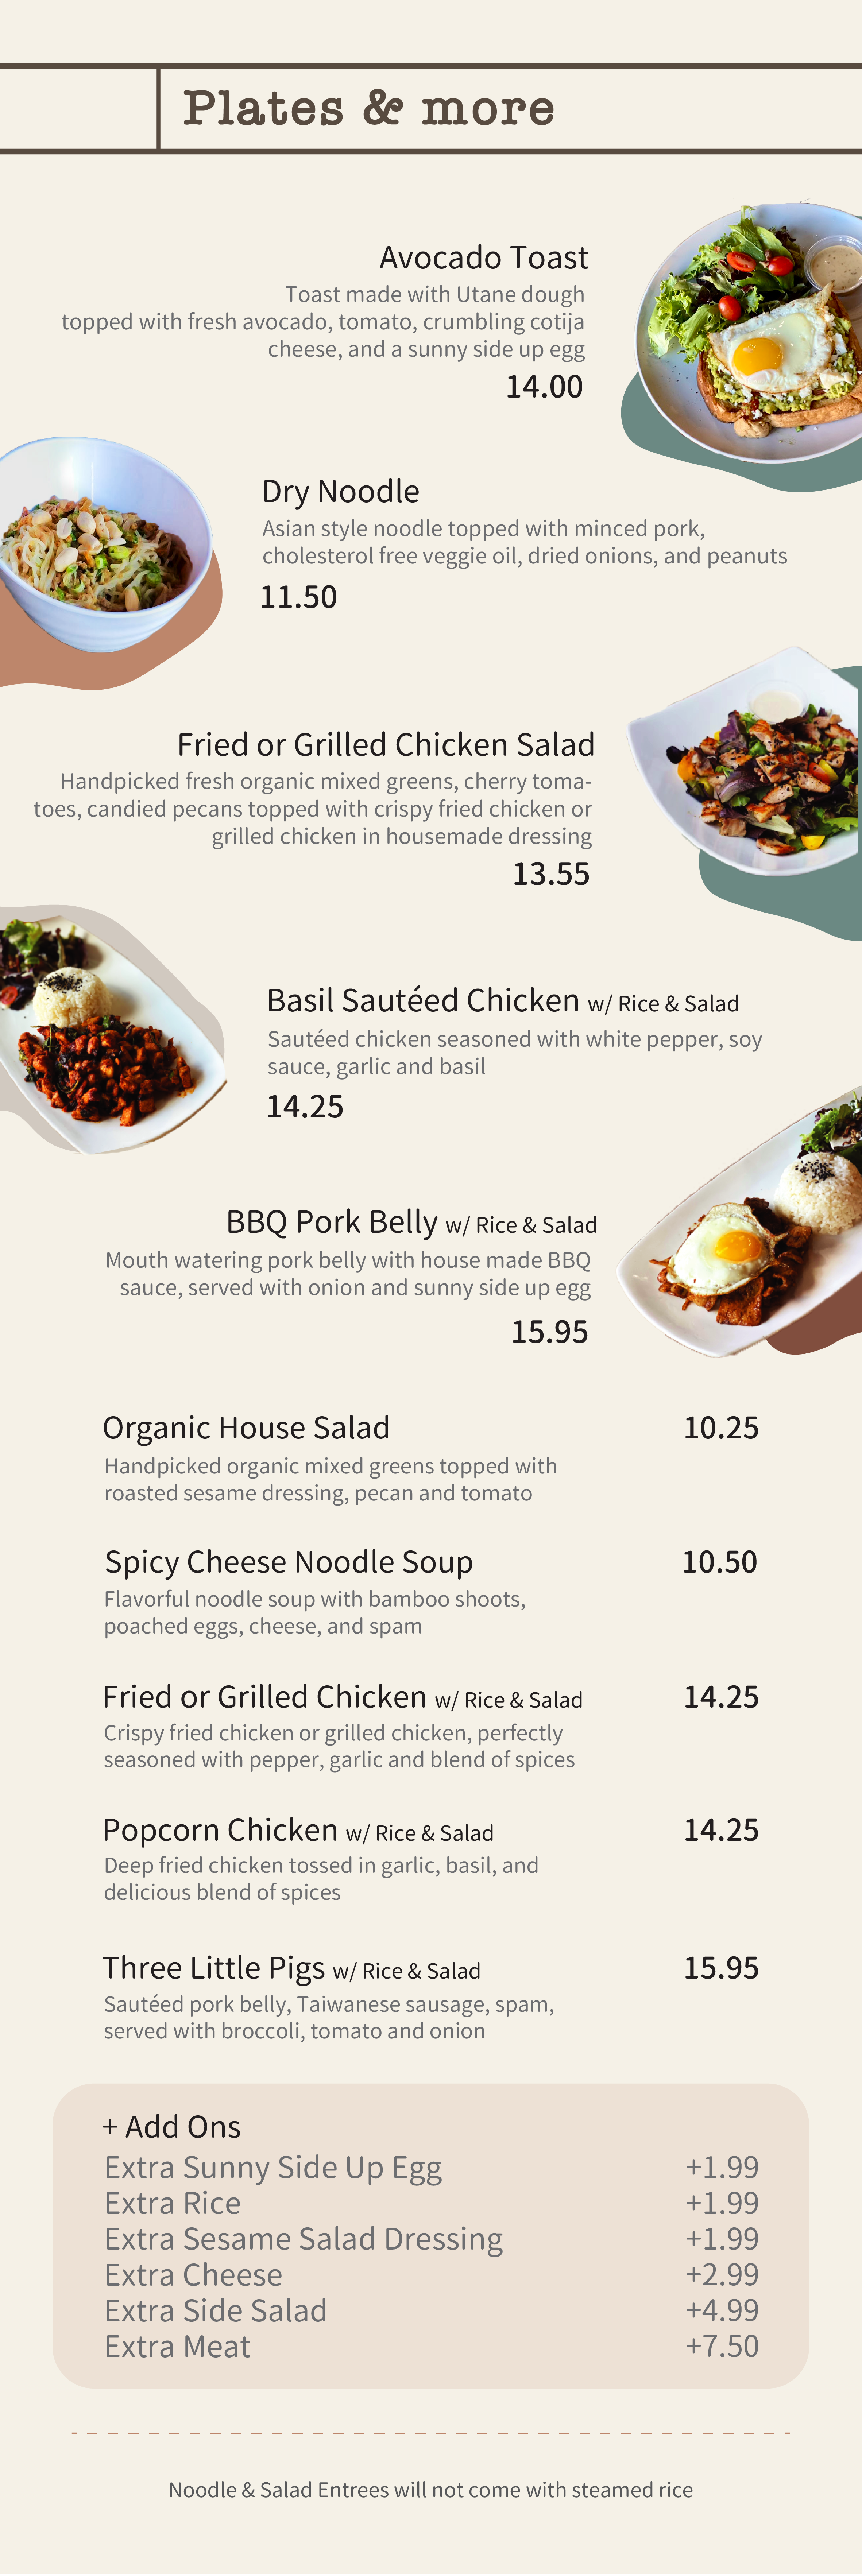 Plates & more
Avocado Toast
Toast made with Utane dough
topped with fresh avocado, tomato, crumbling cotija
cheese, and a sunny side up egg
14.00
Dry Noodle
Asian style noodle topped with minced pork,
cholesterol free veggie oil, dried onions, and peanuts
11.50
Fried or Grilled Chicken Salad
Handpicked fresh organic mixed greens, cherry toma-
toes, candied pecans topped with crispy fried chicken or
grilled chicken in housemade dressing
13.55
Basil Sautéed Chicken w/ Rice & Salad
Sautéed chicken seasoned with white pepper, soy
sauce, garlic and basil
14.25
BBQ Pork Belly w/ Rice & Salad
Mouth watering pork belly with house made BBQ
sauce, served with onion and sunny side up egg
15.95
Organic House Salad 10.25
Handpicked organic mixed greens topped with
roasted sesame dressing, pecan and tomato
Spicy Cheese Noodle Soup 10.50
Flavorful noodle soup with bamboo shoots,
poached eggs, cheese, and spam
Fried or Grilled Chicken w/ Rice & Salad 14.25
Crispy fried chicken or grilled chicken, perfectly
seasoned with pepper, garlic and blend of spices
Popcorn Chicken w/ Rice & Salad 14.25
Deep fried chicken tossed in garlic, basil, and
delicious blend of spices
Three Little Pigs w/ Rice & Salad 15.95
Sautéed pork belly, Taiwanese sausage, spam,
served with broccoli, tomato and onion
+ Add Ons
Extra Sunny Side Up Egg +1.99
Extra Rice +1.99
Extra Sesame Salad Dressing +1.99
Extra Cheese +2.99
Extra Side Salad +4.99
Extra Meat +7.50
Noodle & Salad Entrees will not come with steamed rice